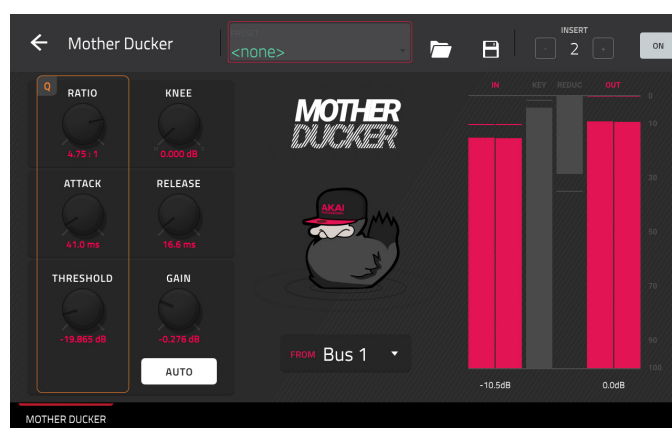 Mother Ducker
PRESET
<none>
INSERT
- 2 +
ON
Q
RATIO
KNEE
4.75 : 1
0.000 dB
ATTACK
RELEASE
41.0 ms
16.6 ms
THRESHOLD
GAIN
-19.865 dB
-0.276 dB
AUTO
MOTHER
DUCKER
AKAI
FROM Bus 1
IN
KEY
REDUC
OUT
0
10
20
50
70
90
100
-10.5dB
0.0dB
MOTHER DUCKER